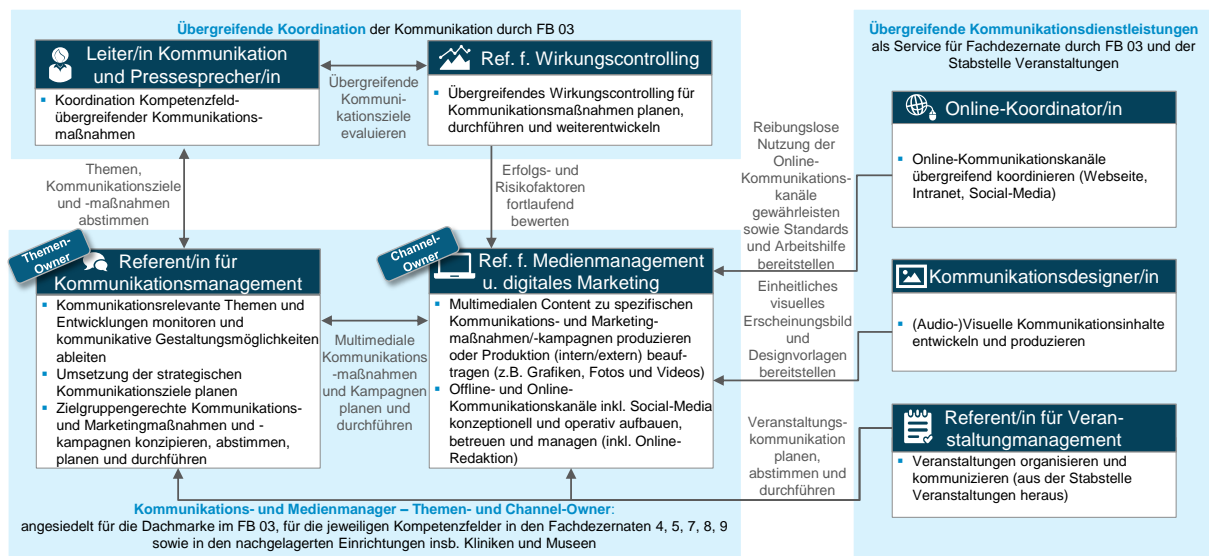 Übergreifende Koordination der Kommunikation durch FB 03
Leiter/in Kommunikation
und Pressesprecher/in
Koordination Kompetenzfeld-
übergreifender Kommunikations-
maßnahmen
Übergreifende
Kommuni-
kationsziele
evaluieren
Ref. f. Wirkungscontrolling
Übergreifendes Wirkungscontrolling für
Kommunikationsmaßnahmen planen,
durchführen und weiterentwickeln
Themen,
Kommunikationsziele
und -maßnahmen
abstimmen
Erfolgs- und
Risikofaktoren
fortlaufend
bewerten
Themen-
Owner
Referent/in für
Kommunikationsmanagement
Kommunikationsrelevante Themen und
Entwicklungen monitoren und
kommunikative Gestaltungsmöglichkeiten
ableiten
Umsetzung der strategischen
Kommunikationsziele planen
Zielgruppengerechte Kommunikations-
und Marketingmaßnahmen und -
kampagnen konzipieren, abstimmen,
planen und durchführen
Multimediale
Kommunikations
-maßnahmen
und Kampagnen
planen und
durchführen
Channel-
Owner
Ref. f. Medienmanagement
u. digitales Marketing
Multimedialen Content zu spezifischen
Kommunikations- und Marketing-
maßnahmen/-kampagnen produzieren
oder Produktion (intern/extern) beauf-
tragen (z.B. Grafiken, Fotos und Videos)
Offline- und Online-
Kommunikationskanäle inkl. Social-Media
konzeptionell und operativ aufbauen,
betreuen und managen (inkl. Online-
Redaktion)
Kommunikations- und Medienmanager – Themen- und Channel-Owner:
angesiedelt für die Dachmarke im FB 03, für die jeweiligen Kompetenzfelder in den Fachdezernaten 4, 5, 7, 8, 9
sowie in den nachgelagerten Einrichtungen insb. Kliniken und Museen
Reibungslose
Nutzung der
Online-
Kommunikations-
kanäle
gewährleisten
sowie Standards
und Arbeitshilfe
bereitstellen
Einheitliches
visuelles
Erscheinungsbild
und
Designvorlagen
bereitstellen
Veranstaltungs-
kommunikation
planen,
abstimmen und
durchführen
Übergreifende Kommunikationsdienstleistungen
als Service für Fachdezernate durch FB 03 und der
Stabstelle Veranstaltungen
Online-Koordinator/in
Online-Kommunikationskanäle
übergreifend koordinieren (Webseite,
Intranet, Social-Media)
Kommunikationsdesigner/in
(Audio-)Visuelle Kommunikationsinhalte
entwickeln und produzieren
Referent/in für Veran-
staltungmanagement
Veranstaltungen organisieren und
kommunizieren (aus der Stabstelle
Veranstaltungen heraus)